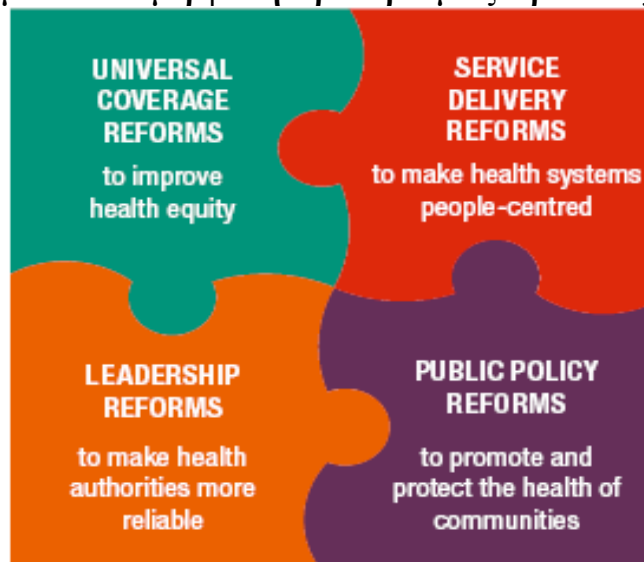 UNIVERSAL
COVERAGE
REFORMS
to improve
health equity
SERVICE
DELIVERY
REFORMS
to make health systems
people-centred
LEADERSHIP
REFORMS
to make health
authorities more
reliable
PUBLIC POLICY
REFORMS
to promote and
protect the health of
communities